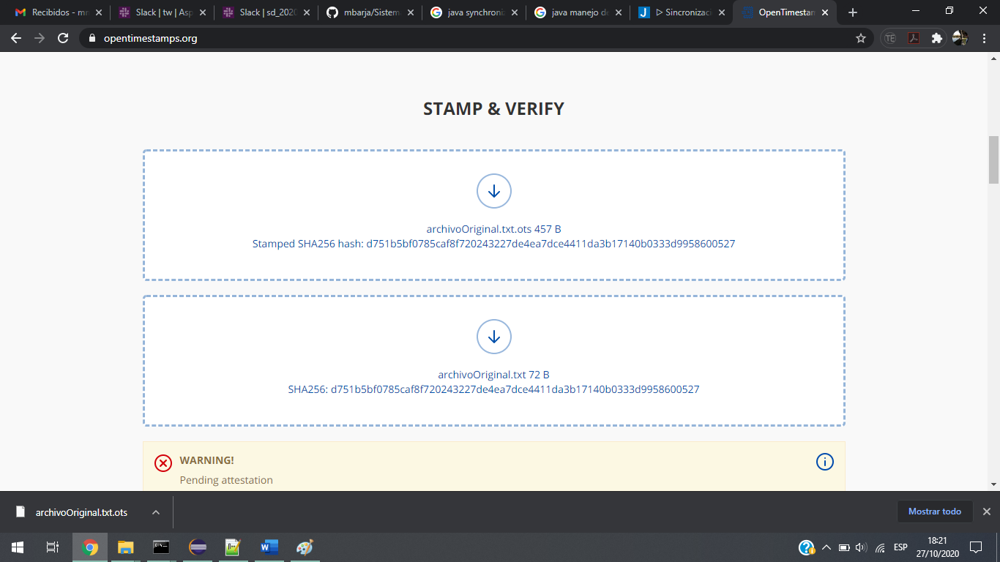 Recibidos - mn
Slack | tw | Asp
Slack | sd_2020
mbarja/Sistem
java synchroni
java manejo de
▷ Sincronizaci
OpenTimestam
opentimestamps.org
STAMP & VERIFY
archivoOriginal.txt.ots 457 B
Stamped SHA256 hash: d751b5bf0785caf8f720243227de4ea7dce4411da3b17140b0333d9958600527
archivoOriginal.txt 72 B
SHA256: d751b5bf0785caf8f720243227de4ea7dce4411da3b17140b0333d9958600527
WARNING!
Pending attestation
archivoOriginal.txt.ots
Mostrar todo
ESP
18:21
27/10/2020